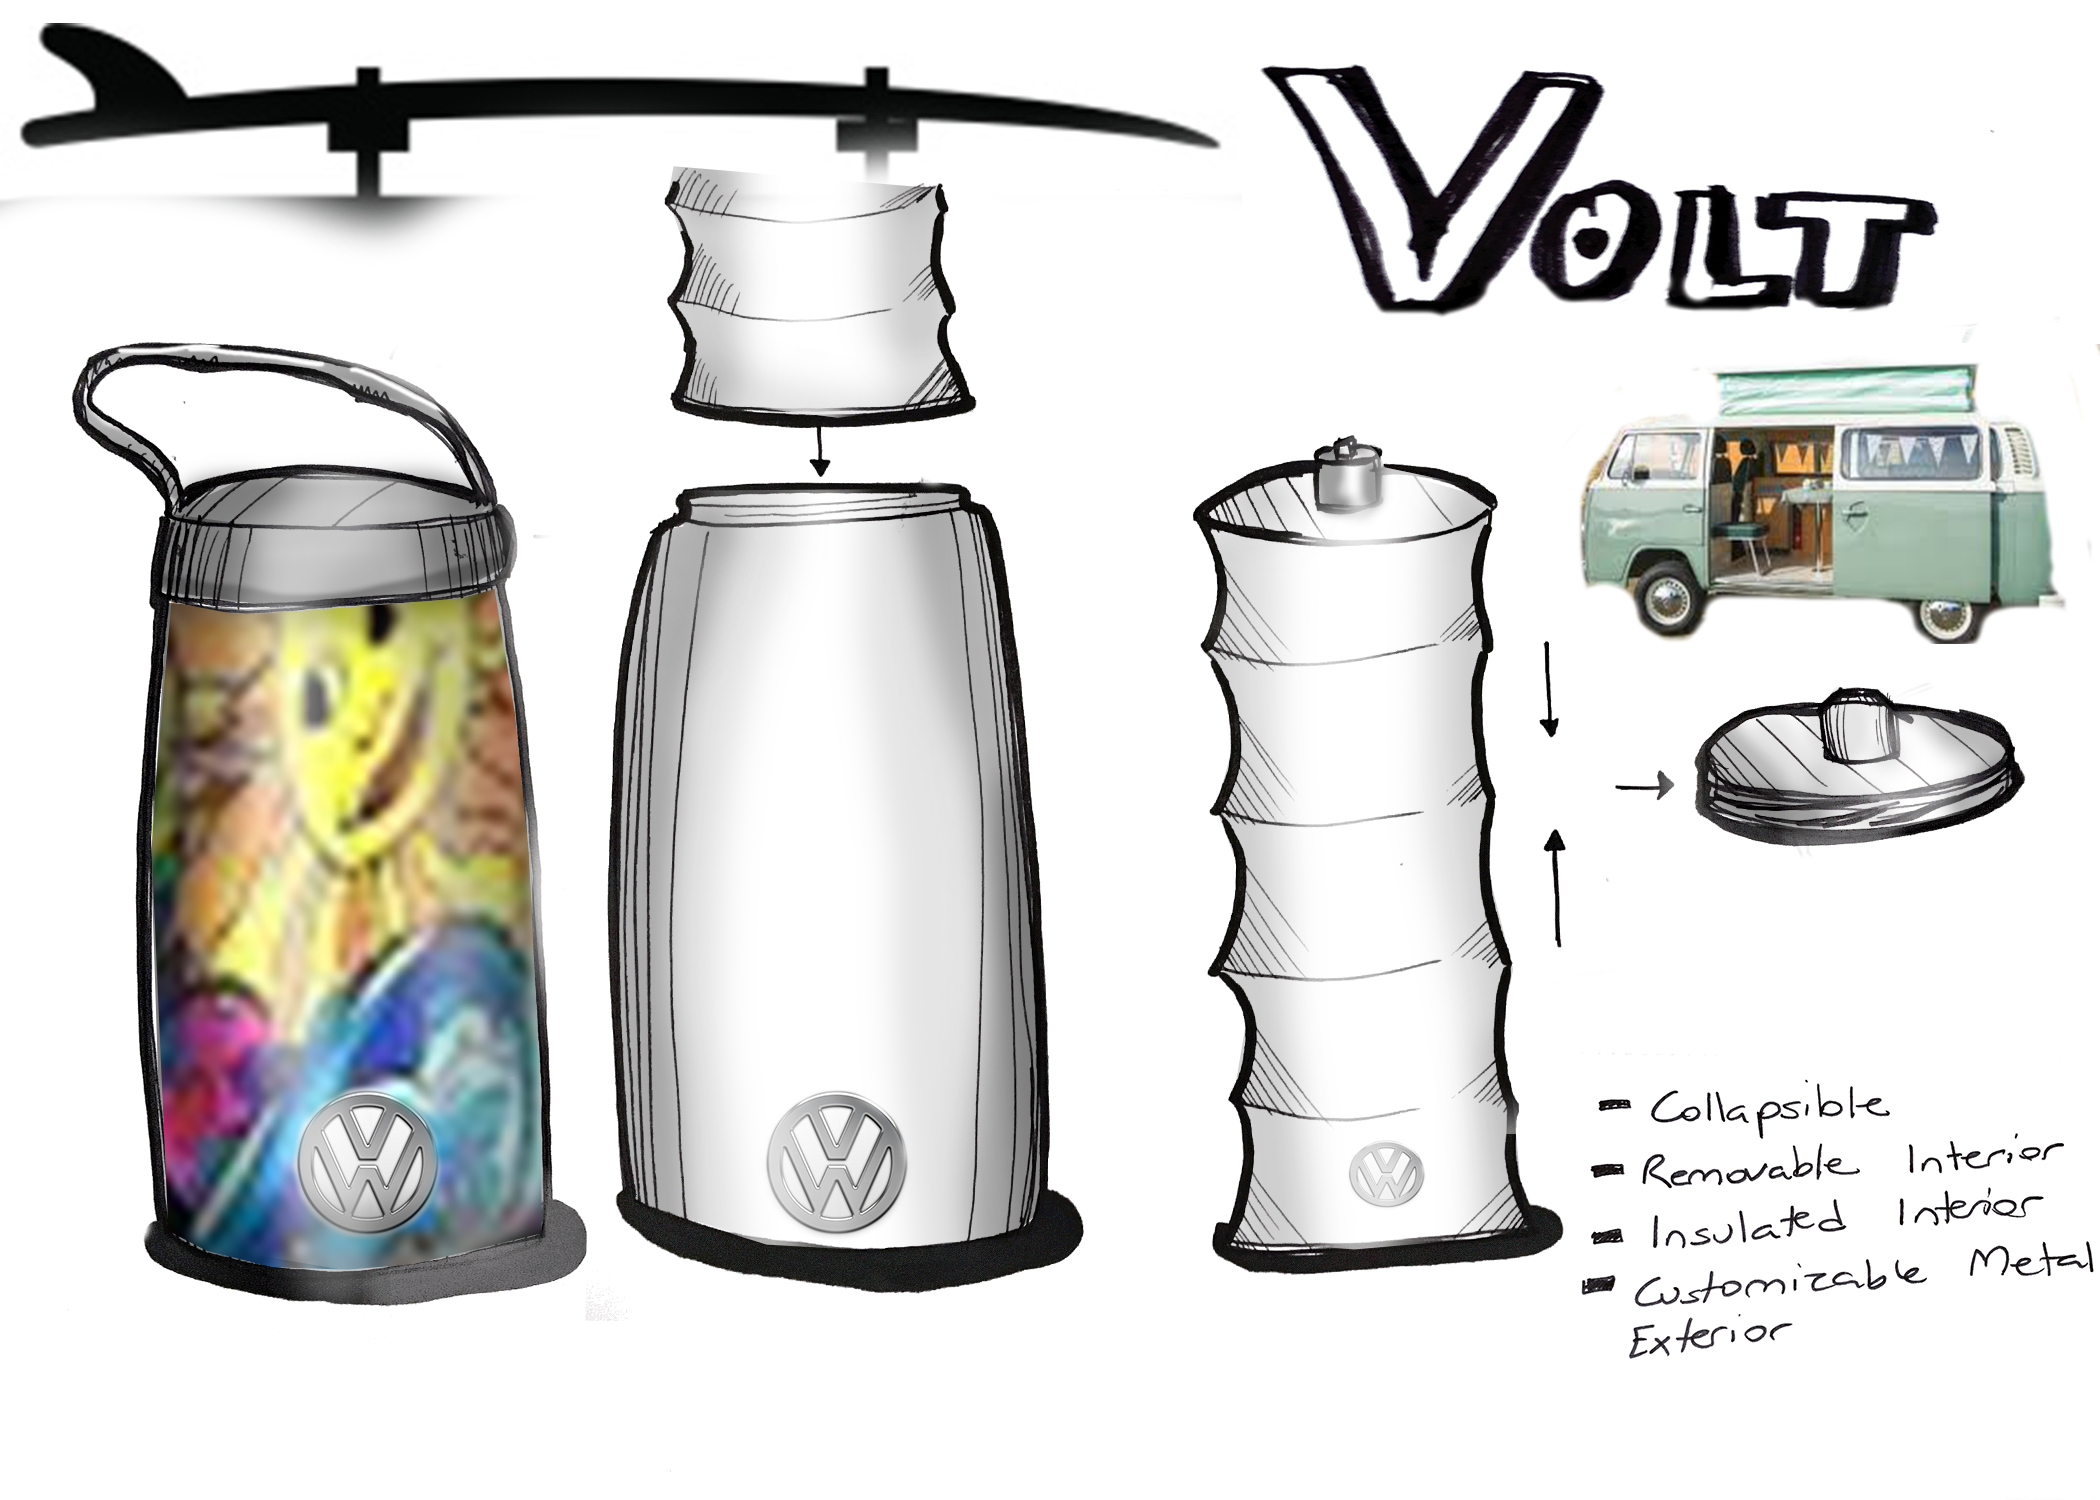 VOLT
- Collapsible
- Removable Interior
- Insulated Interior
- Customizable Metal
Exterior